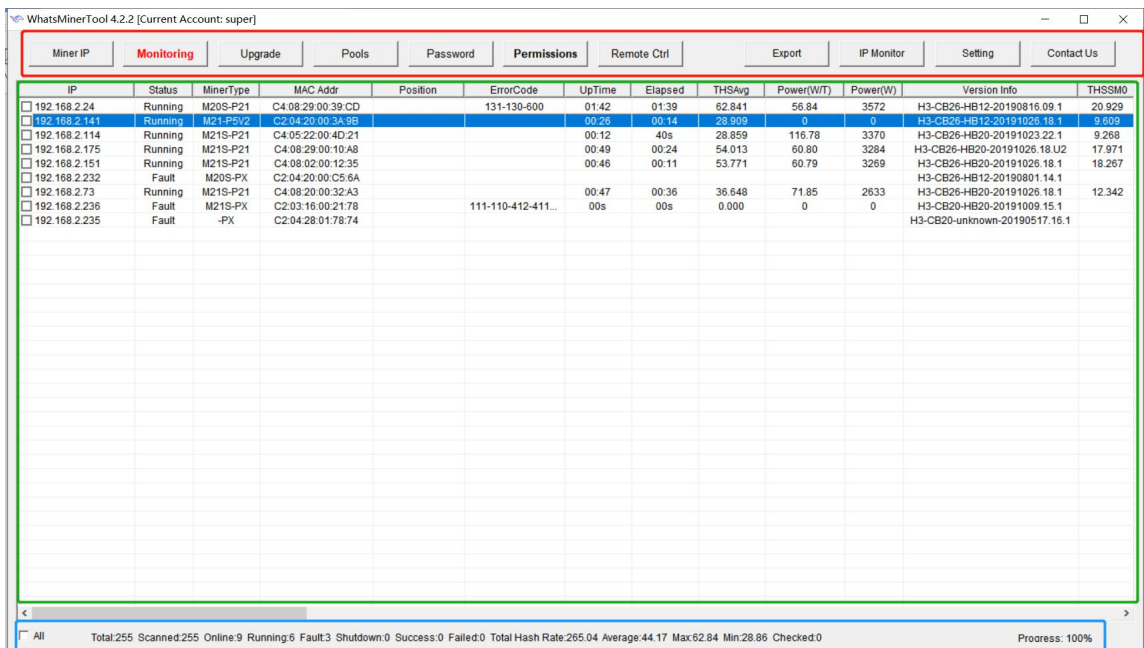 WhatsMinerTool 4.2.2 [Current Account: super]
Miner IP Monitoring Upgrade Pools Password Permissions Remote Ctrl Export IP Monitor Setting Contact Us
IP Status MinerType MAC Addr Position ErrorCode UpTime Elapsed THSAvg Power(W/T) Power(W) Version Info THSSM0
192.168.2.24 Running M20S-P21 C4:08:29:00:39:CD 131-130-600 01:42 01:39 62.841 56.84 3572 H3-CB26-HB12-20190816.09.1 20.929
192.168.2.141 Running M21-P5V2 C2:04:20:00:3A:9B 00:26 00:14 28.909 0 0 H3-CB26-HB12-20191026.18.1 9.609
192.168.2.114 Running M21S-P21 C4:05:22:00:4D:21 00:12 40s 28.859 116.78 3370 H3-CB26-HB20-20191023.22.1 9.268
192.168.2.175 Running M21S-P21 C4:08:29:00:10:A8 00:49 00:24 54.013 60.80 3284 H3-CB26-HB20-20191026.18.U2 17.971
192.168.2.151 Running M21S-P21 C4:08:02:00:12:35 00:46 00:11 53.771 60.79 3269 H3-CB26-HB20-20191026.18.1 18.267
192.168.2.232 Fault M20S-PX C2:04:20:00:C5:6A H3-CB26-HB12-20190801.14.1
192.168.2.73 Running M21S-P21 C4:08:20:00:32:A3 00:47 00:36 36.648 71.85 2633 H3-CB26-HB20-20191026.18.1 12.342
192.168.2.236 Fault M21S-PX C2:03:16:00:21:78 111-110-412-411... 00s 00s 0.000 0 0 H3-CB20-HB20-20191009.15.1
192.168.2.235 Fault -PX C2:04:28:01:78:74 H3-CB20-unknown-20190517.16.1
All Total:255 Scanned:255 Online:9 Running:6 Fault:3 Shutdown:0 Success:0 Failed:0 Total Hash Rate:265.04 Average:44.17 Max:62.84 Min:28.86 Checked:0 Progress: 100%